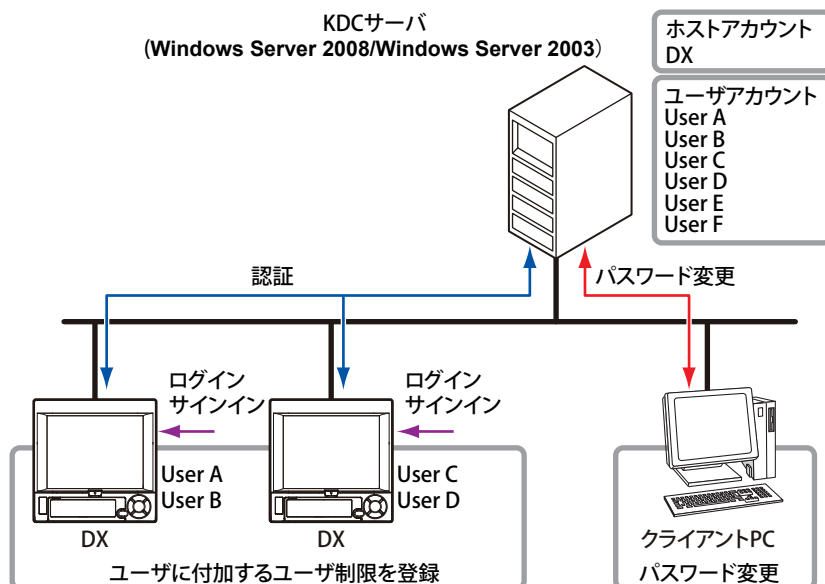 KDCサーバ
(Windows Server 2008/Windows Server 2003)
ホストアカウント
DX
ユーザアカウント
User A
User B
User C
User D
User E
User F
認証
パスワード変更
ログイン
サインイン
ログイン
サインイン
User A
User B
User C
User D
DX
DX
クライアントPC
ユーザに付加するユーザ制限を登録
パスワード変更